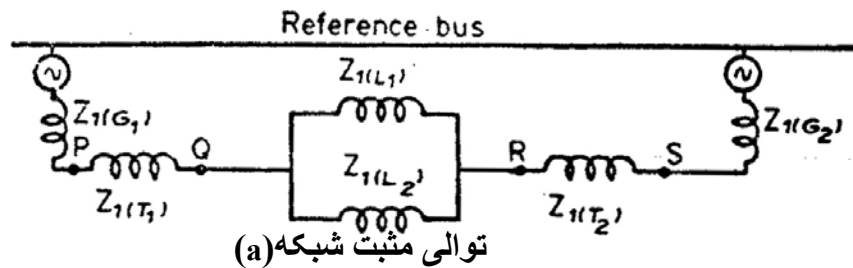 Reference bus
~ ~
Z1(L1)
Z1(G1) Z1(G2)
P Q R S
Z1(L2)
Z1(T1) Z1(T2)
توالی مثبت شبکه(a)